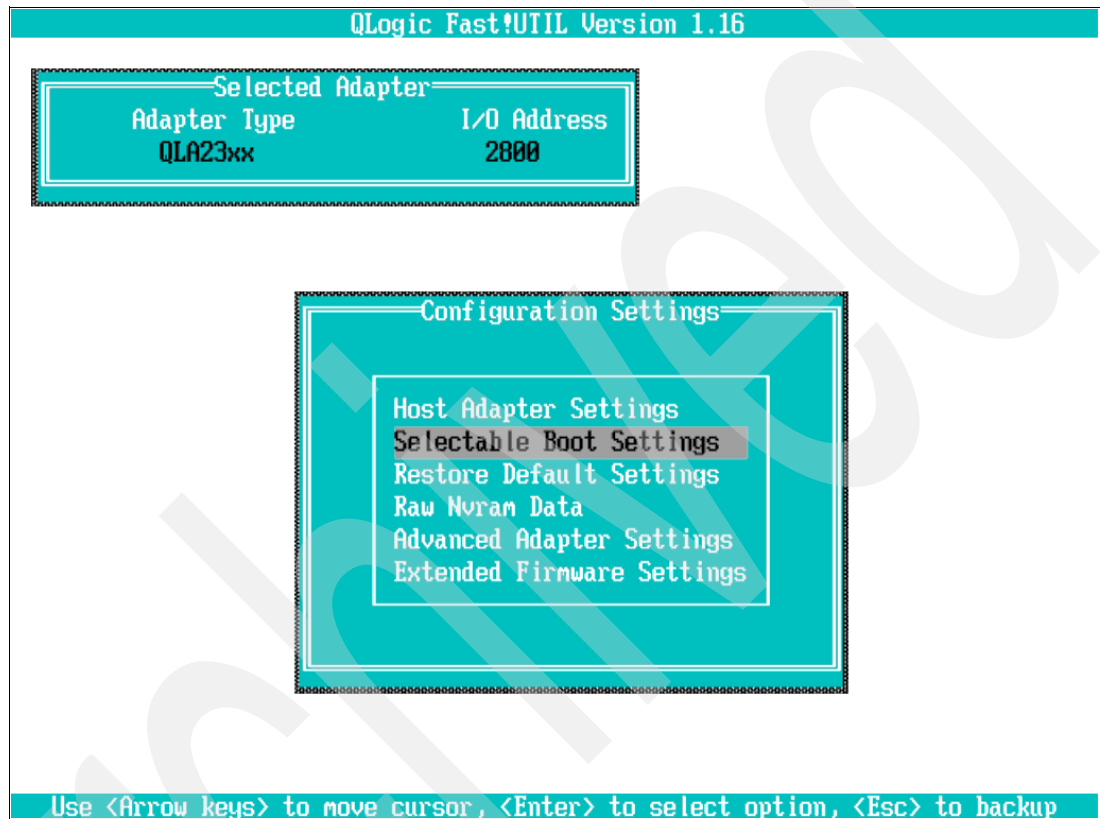 QLogic Fast!UTIL Version 1.16
Selected Adapter
Adapter Type I/O Address
QLA23xx 2800
Configuration Settings
Host Adapter Settings
Selectable Boot Settings
Restore Default Settings
Raw Nvram Data
Advanced Adapter Settings
Extended Firmware Settings
Use <Arrow keys> to move cursor, <Enter> to select option, <Esc> to backup